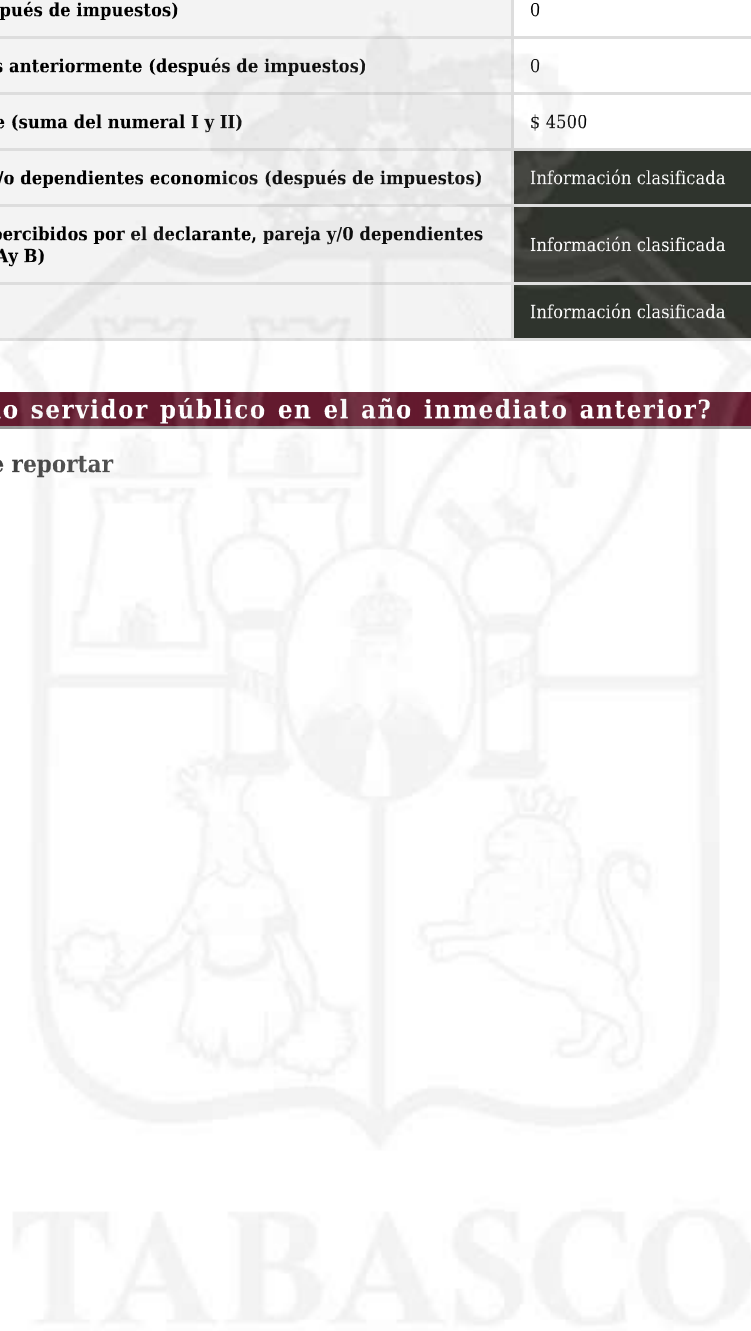 pués de impuestos) 0
s anteriormente (después de impuestos) 0
e (suma del numeral I y II) $ 4500
/o dependientes economicos (después de impuestos) Información clasificada
percibidos por el declarante, pareja y/0 dependientes Información clasificada
Ay B)
Información clasificada
o servidor público en el año inmediato anterior?
e reportar
TABASCO